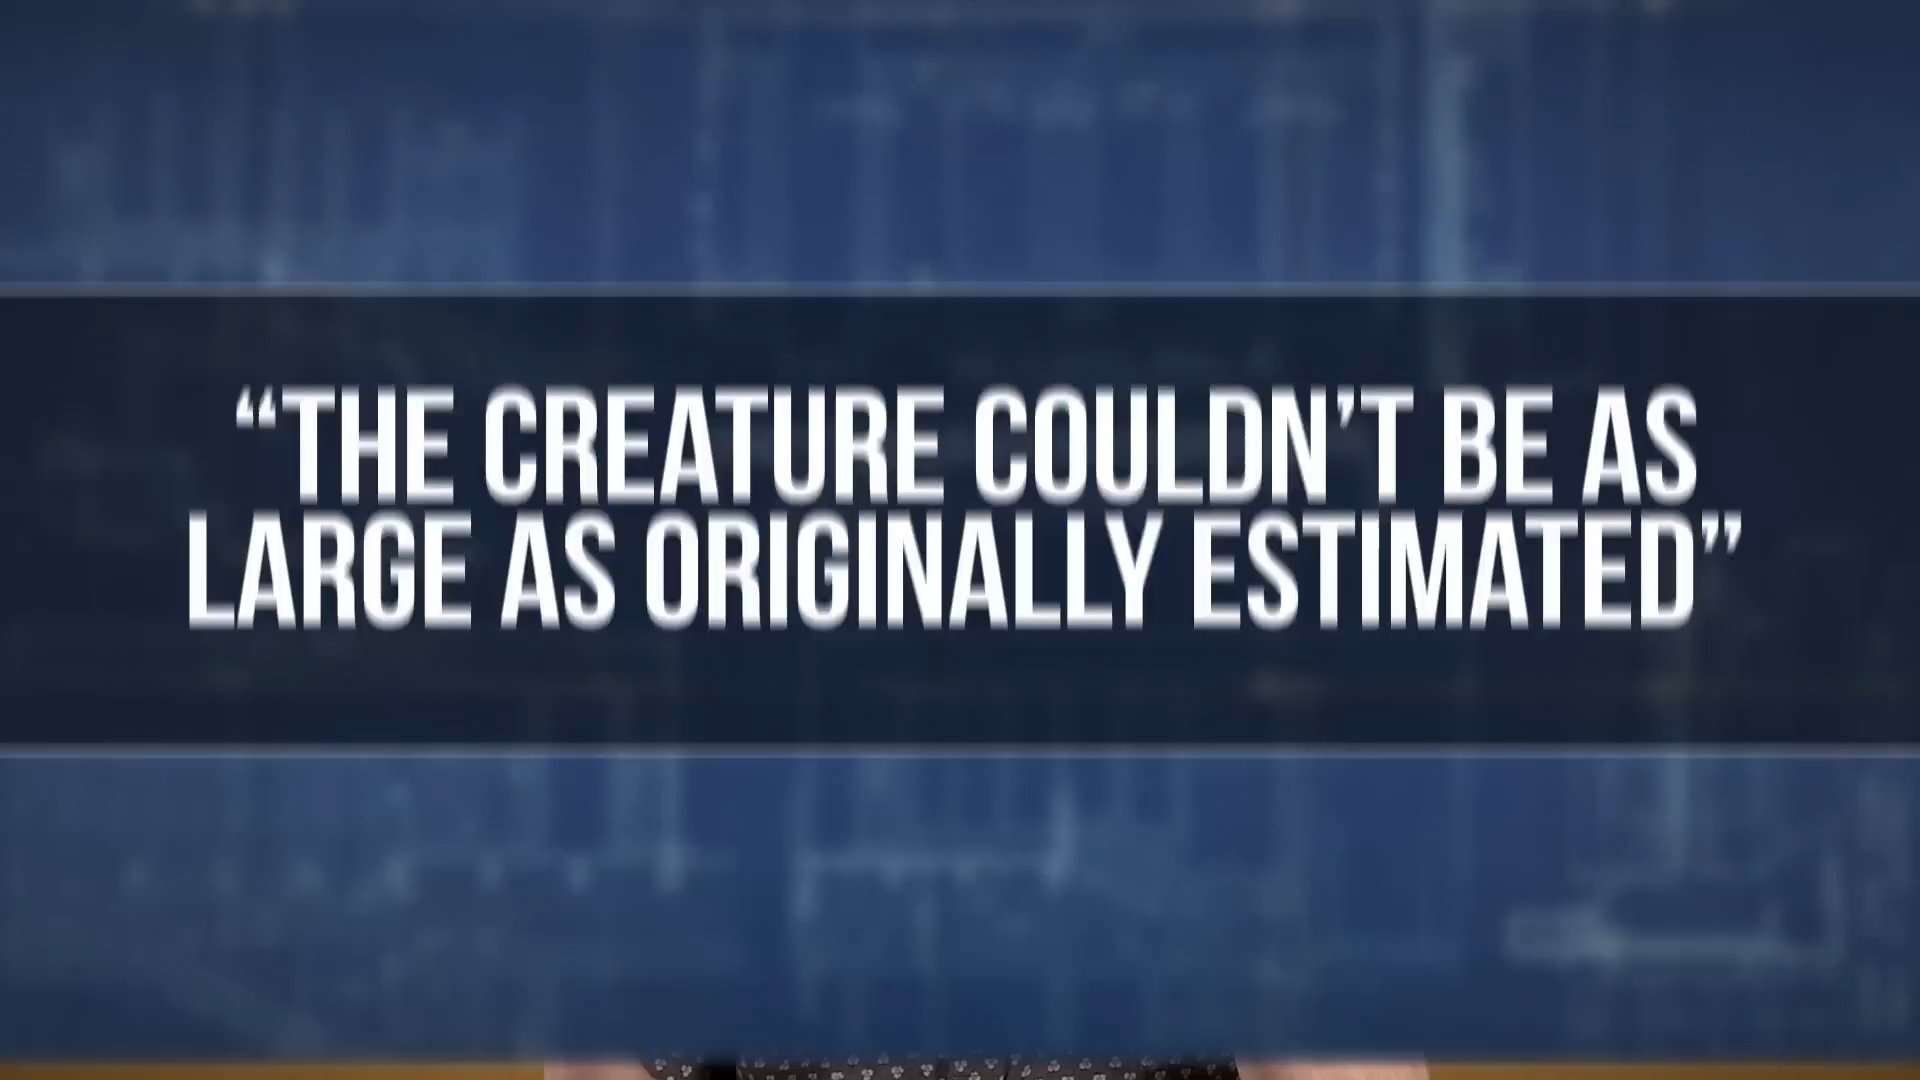 “THE CREATURE COULDN’T BE AS
LARGE AS ORIGINALLY ESTIMATED”